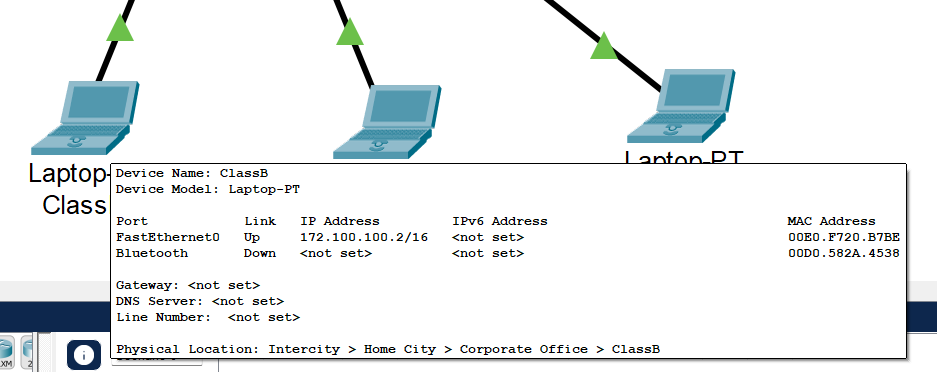 Laptop-PT
Laptop-
Class
Device Name: ClassB
Device Model: Laptop-PT
Port Link IP Address IPv6 Address MAC Address
FastEthernet0 Up 172.100.100.2/16 <not set> 00E0.F720.B7BE
Bluetooth Down <not set> <not set> 00D0.582A.4538
Gateway: <not set>
DNS Server: <not set>
Line Number: <not set>
Physical Location: Intercity > Home City > Corporate Office > ClassB